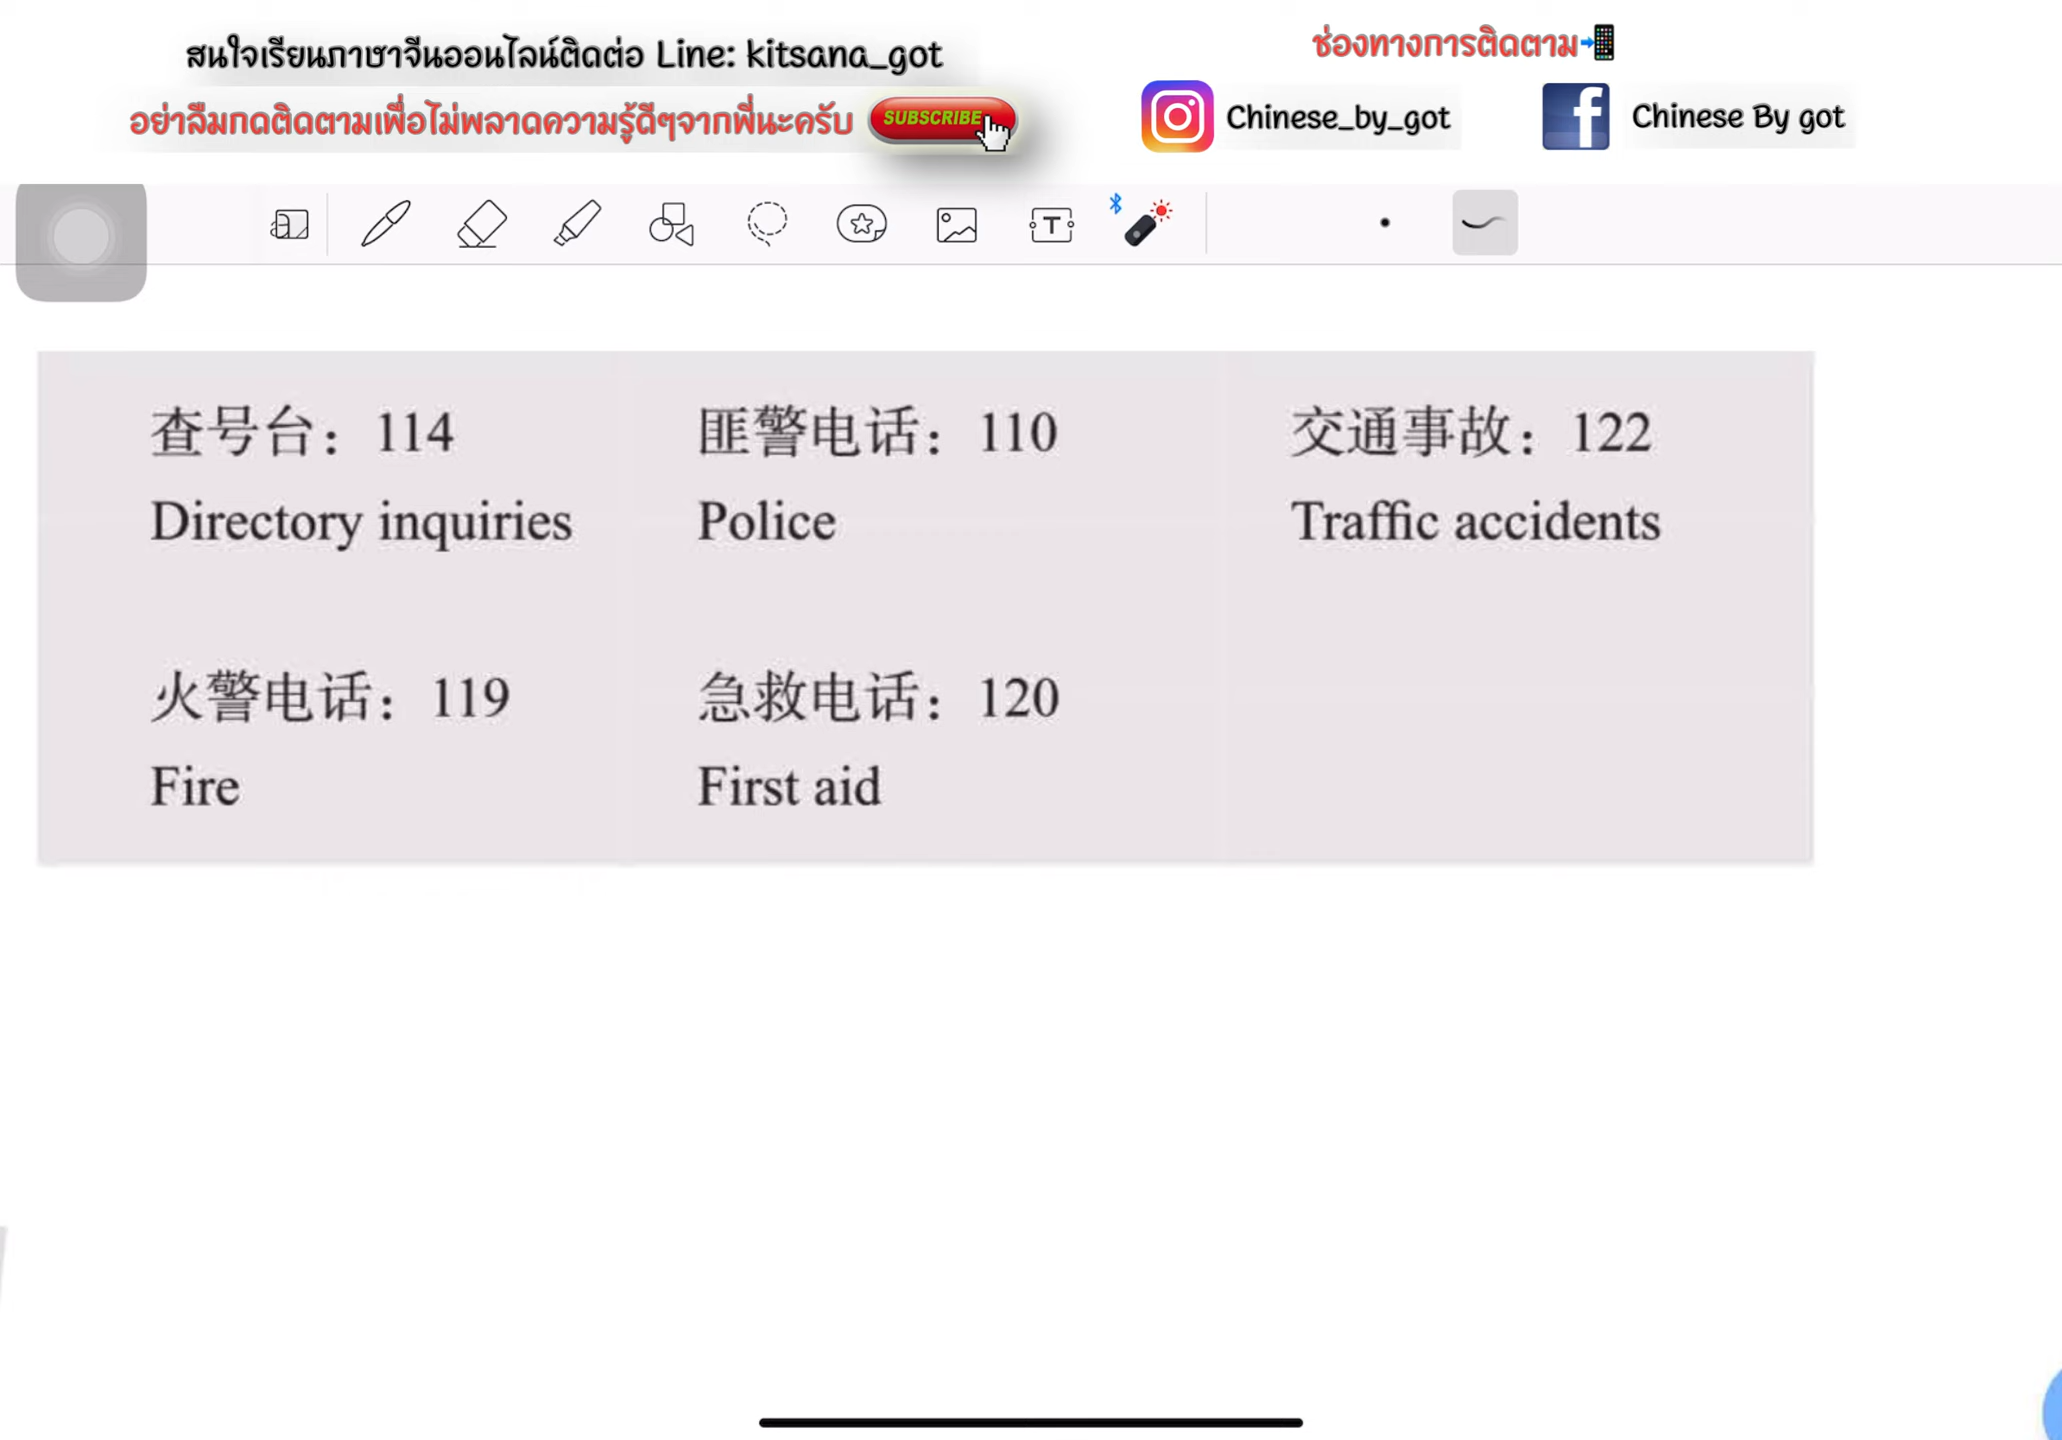 สนใจเรียนภาษาจีนออนไลน์ติดต่อ Line: kitsana_got
อย่าลืมกดติดตามเพื่อไม่พลาดความรู้ดีๆจากพี่นะครับ SUBSCRIBE
ช่องทางการติดตาม
Chinese_by_got
Chinese By got
查号台：114
Directory inquiries
匪警电话：110
Police
交通事故：122
Traffic accidents
火警电话：119
Fire
急救电话：120
First aid